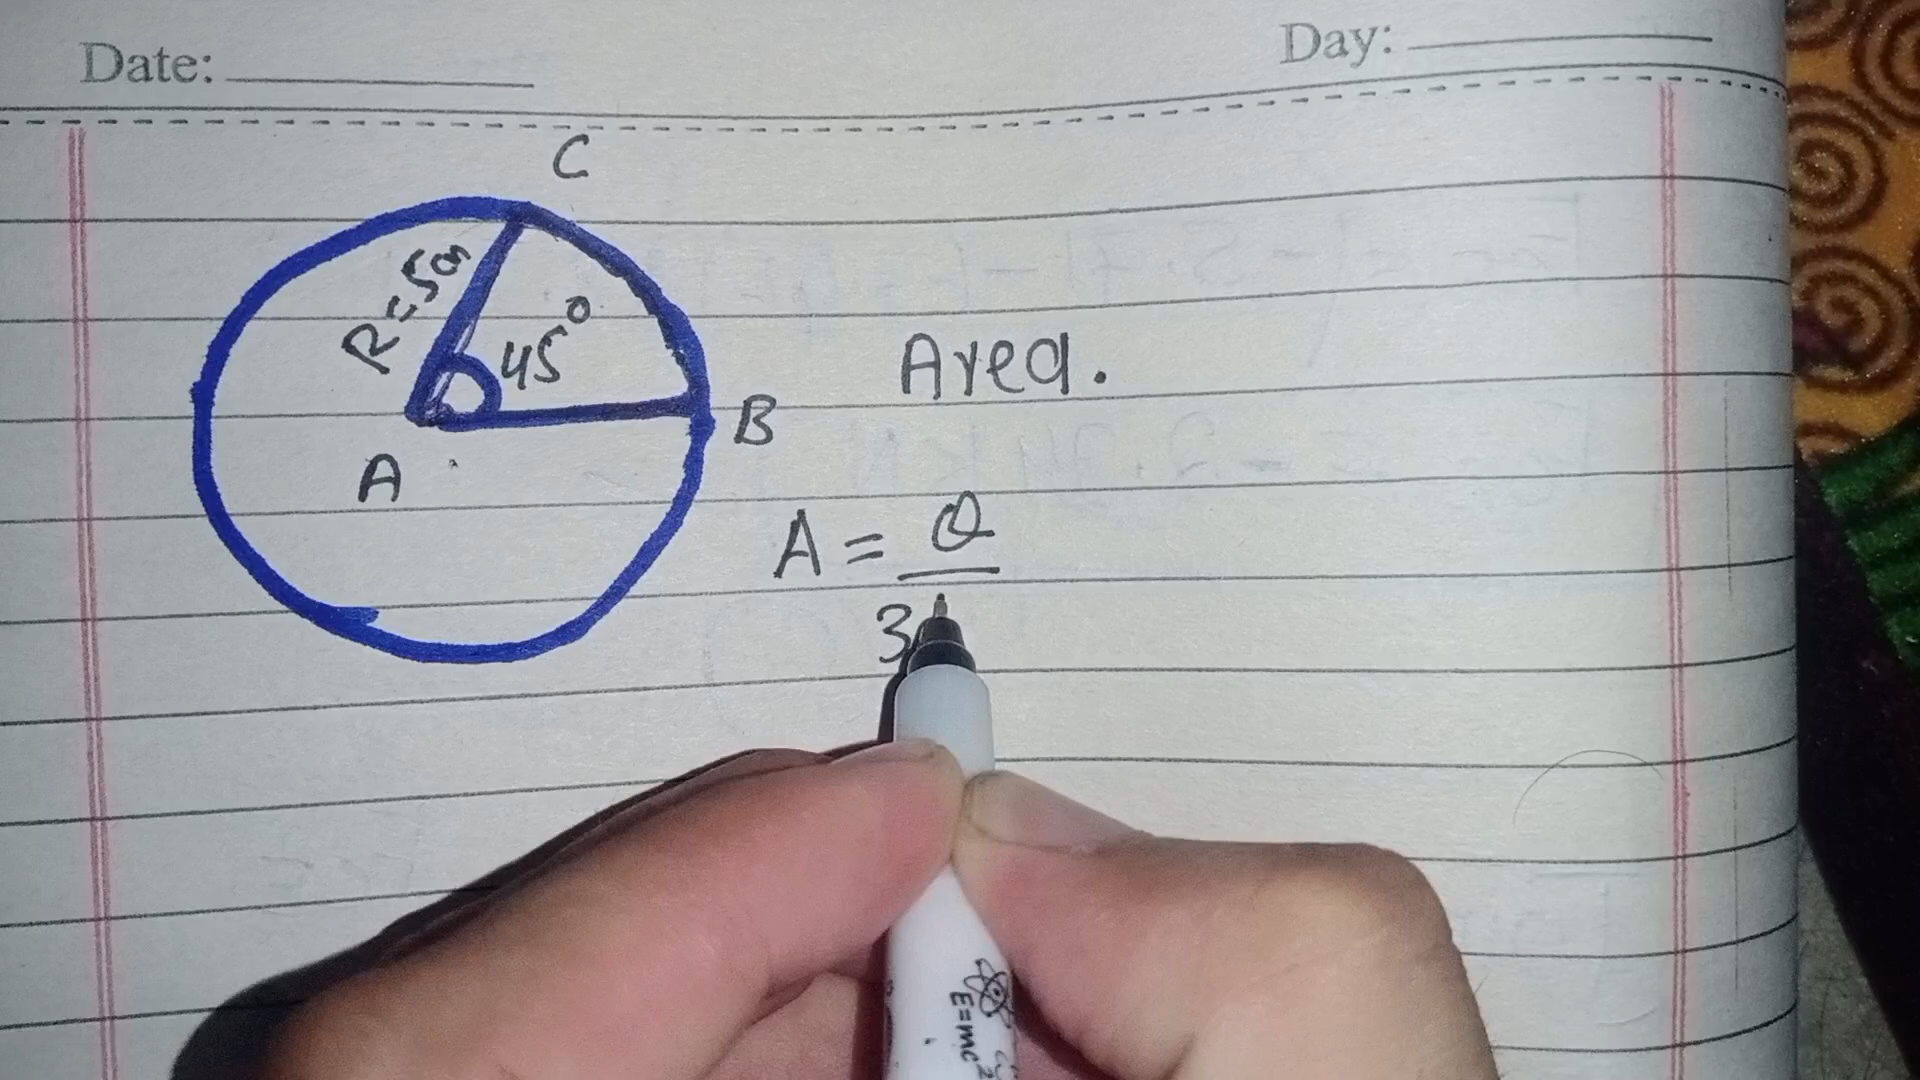 Date:
Day:
C
R=5cm
45°
Area.
B
A
A = θ
3
E=mc²